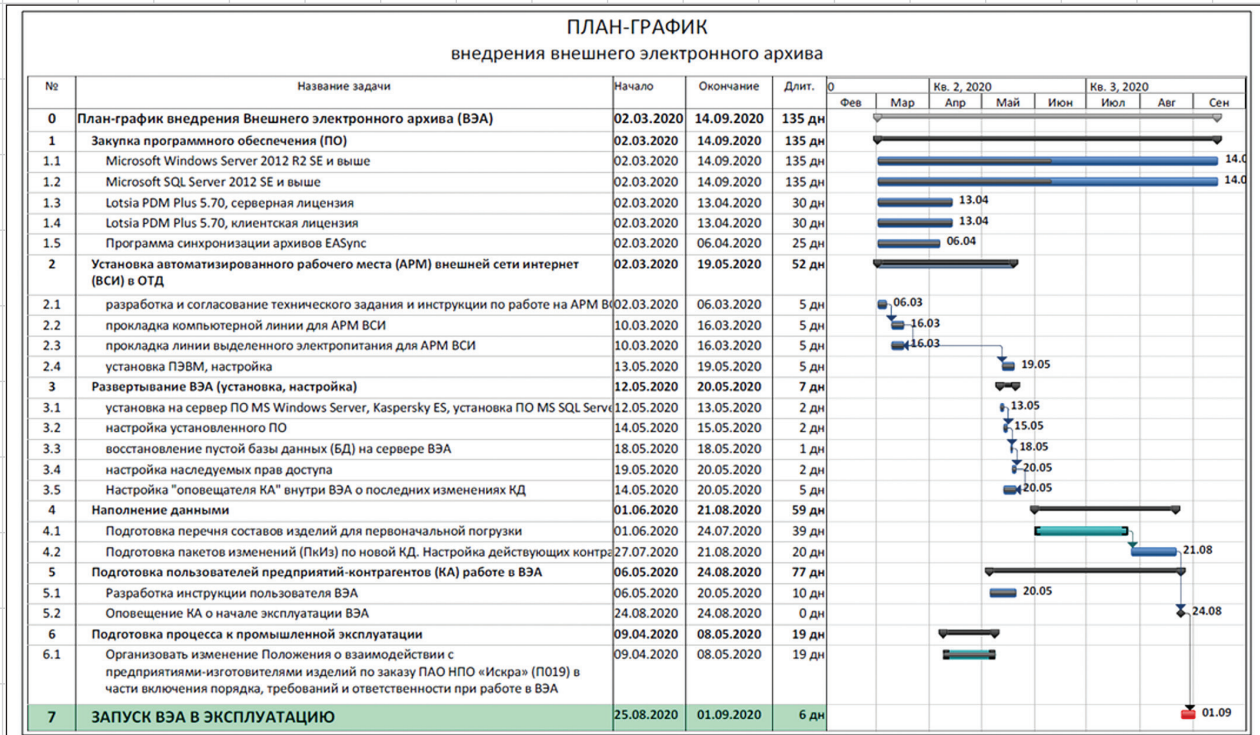 ПЛАН-ГРАФИК
внедрения внешнего электронного архива
№ Название задачи Начало Окончание Длит. 0 Кв. 2, 2020 Кв. 3, 2020
Фев Мар Апр Май Июн Июл Авг Сен
0 План-график внедрения Внешнего электронного архива (ВЭА) 02.03.2020 14.09.2020 135 дн
1 Закупка программного обеспечения (ПО) 02.03.2020 14.09.2020 135 дн
1.1 Microsoft Windows Server 2012 R2 SE и выше 02.03.2020 14.09.2020 135 дн 14.0
1.2 Microsoft SQL Server 2012 SE и выше 02.03.2020 14.09.2020 135 дн 14.0
1.3 Lotsia PDM Plus 5.70, серверная лицензия 02.03.2020 13.04.2020 30 дн 13.04
1.4 Lotsia PDM Plus 5.70, клиентская лицензия 02.03.2020 13.04.2020 30 дн 13.04
1.5 Программа синхронизации архивов EASync 02.03.2020 06.04.2020 25 дн 06.04
2 Установка автоматизированного рабочего места (АРМ) внешней сети интернет 02.03.2020 19.05.2020 52 дн
(ВСИ) в ОТД
2.1 разработка и согласование технического задания и инструкции по работе на АРМ ВС 02.03.2020 06.03.2020 5 дн 06.03
2.2 прокладка компьютерной линии для АРМ ВСИ 10.03.2020 16.03.2020 5 дн 16.03
2.3 прокладка линии выделенного электропитания для АРМ ВСИ 10.03.2020 16.03.2020 5 дн 16.03
2.4 установка ПЭВМ, настройка 13.05.2020 19.05.2020 5 дн 19.05
3 Развертывание ВЭА (установка, настройка) 12.05.2020 20.05.2020 7 дн
3.1 установка на сервер ПО MS Windows Server, Kaspersky ES, установка ПО MS SQL Serve 12.05.2020 13.05.2020 2 дн 13.05
3.2 настройка установленного ПО 14.05.2020 15.05.2020 2 дн 15.05
3.3 восстановление пустой базы данных (БД) на сервере ВЭА 18.05.2020 18.05.2020 1 дн 18.05
3.4 настройка наследуемых прав доступа 19.05.2020 20.05.2020 2 дн 20.05
3.5 Настройка "оповещателя КА" внутри ВЭА о последних изменениях КД 14.05.2020 20.05.2020 5 дн 20.05
4 Наполнение данными 01.06.2020 21.08.2020 59 дн
4.1 Подготовка перечня составов изделий для первоначальной погрузки 01.06.2020 24.07.2020 39 дн
4.2 Подготовка пакетов изменений (ПкИз) по новой КД. Настройка действующих контра 27.07.2020 21.08.2020 20 дн 21.08
5 Подготовка пользователей предприятий-контрагентов (КА) работе в ВЭА 06.05.2020 24.08.2020 77 дн
5.1 Разработка инструкции пользователя ВЭА 06.05.2020 20.05.2020 10 дн 20.05
5.2 Оповещение КА о начале эксплуатации ВЭА 24.08.2020 24.08.2020 0 дн 24.08
6 Подготовка процесса к промышленной эксплуатации 09.04.2020 08.05.2020 19 дн
6.1 Организовать изменение Положения о взаимодействии с 09.04.2020 08.05.2020 19 дн
предприятиями-изготовителями изделий по заказу ПАО НПО «Искра» (П019) в
части включения порядка, требований и ответственности при работе в ВЭА
7 ЗАПУСК ВЭА В ЭКСПЛУАТАЦИЮ 25.08.2020 01.09.2020 6 дн 01.09